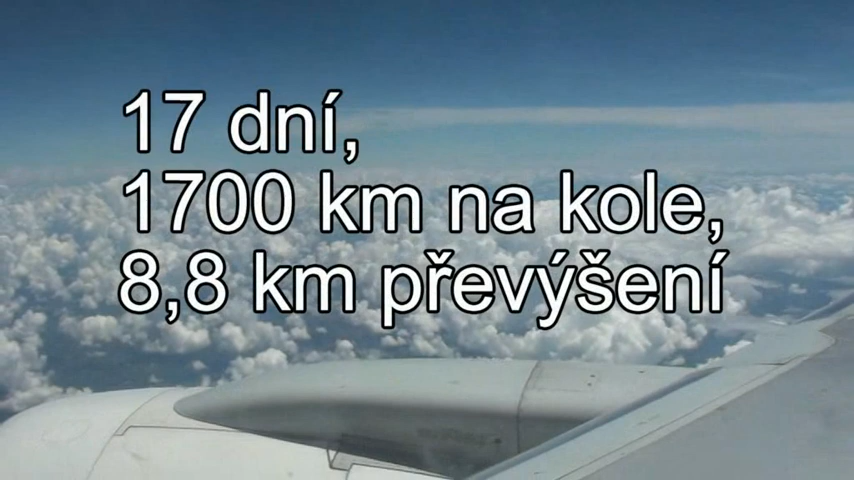 17 dní,
1700 km na kole,
8,8 km převýšení